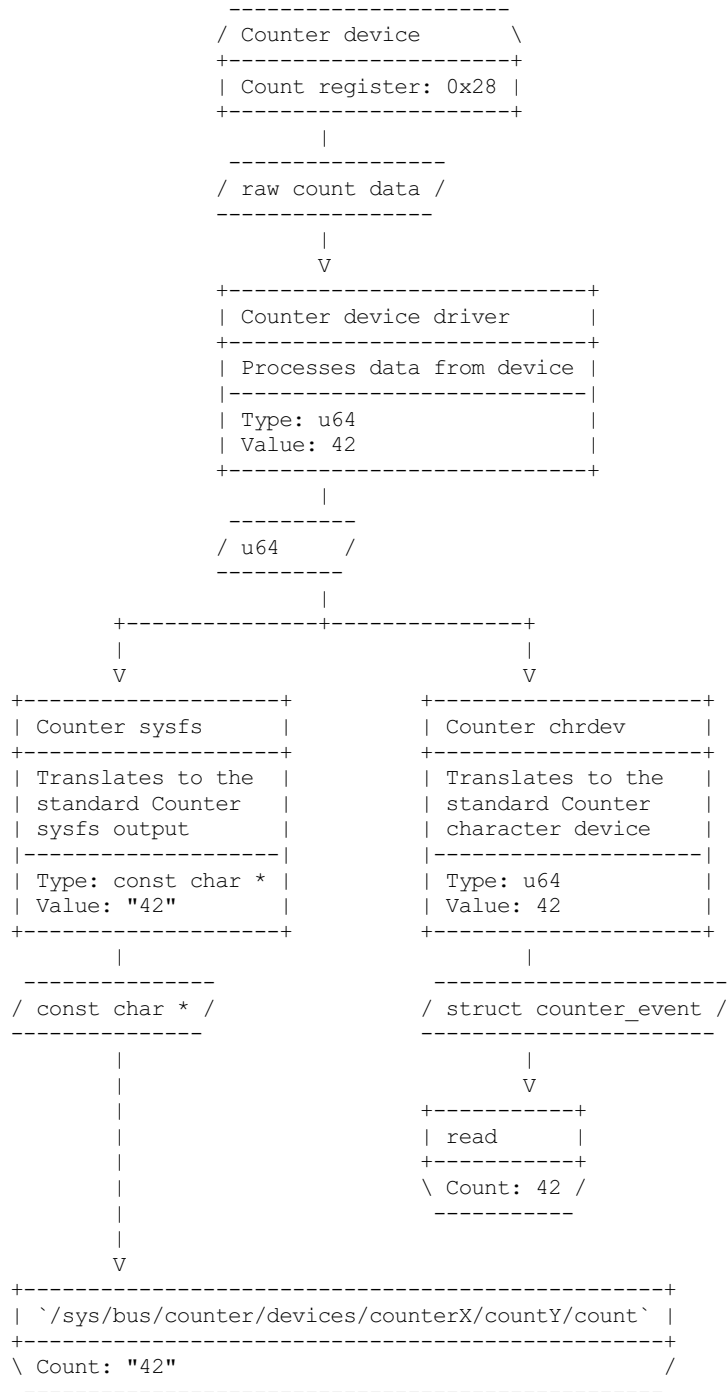 Counter device
Count register: 0x28
raw count data
V
Counter device driver
Processes data from device
Type: u64
Value: 42
u64
V V
Counter sysfs Counter chrdev
Translates to the Translates to the
standard Counter standard Counter
sysfs output character device
Type: const char * Type: u64
Value: "42" Value: 42
const char * struct counter_event
V
read
Count: 42
V
`/sys/bus/counter/devices/counterX/countY/count`
Count: "42"